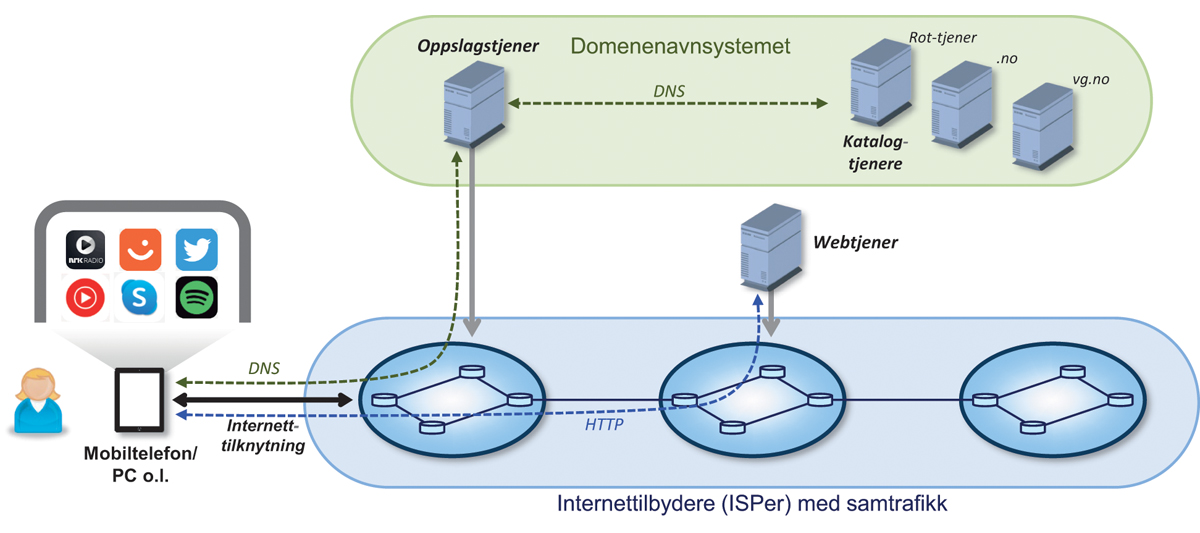 Oppslagstjener
Domenenavnsystemet
Rot-tjener
.no
vg.no
DNS
Katalog-
tjenere
Webtjener
NRK RADIO
S
DNS
Internett-
tilknytning
HTTP
Mobiltelefon/
PC o.l.
Internettilbydere (ISPer) med samtrafikk